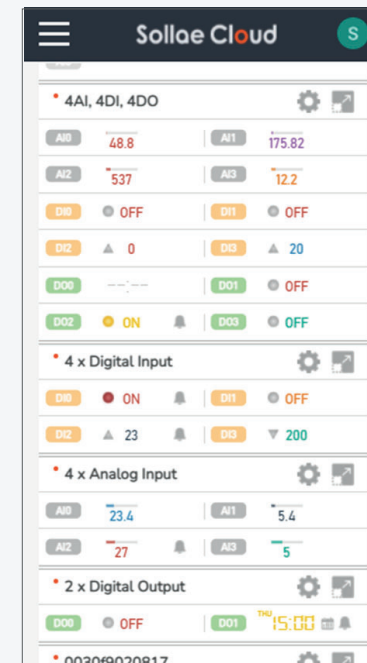 Sollae Cloud S
4AI, 4DI, 4DO
AI0 48.8 AI1 175.82
AI2 537 AI3 12.2
DI0 OFF DI1 OFF
DI2 0 DI3 20
DO0 --:-- DO1 OFF
DO2 ON DO3 OFF
4 x Digital Input
DI0 ON DI1 OFF
DI2 23 DI3 200
4 x Analog Input
AI0 23.4 AI1 5.4
AI2 27 AI3 5
2 x Digital Output
DO0 OFF DO1 THU 15:00
0030f9020817